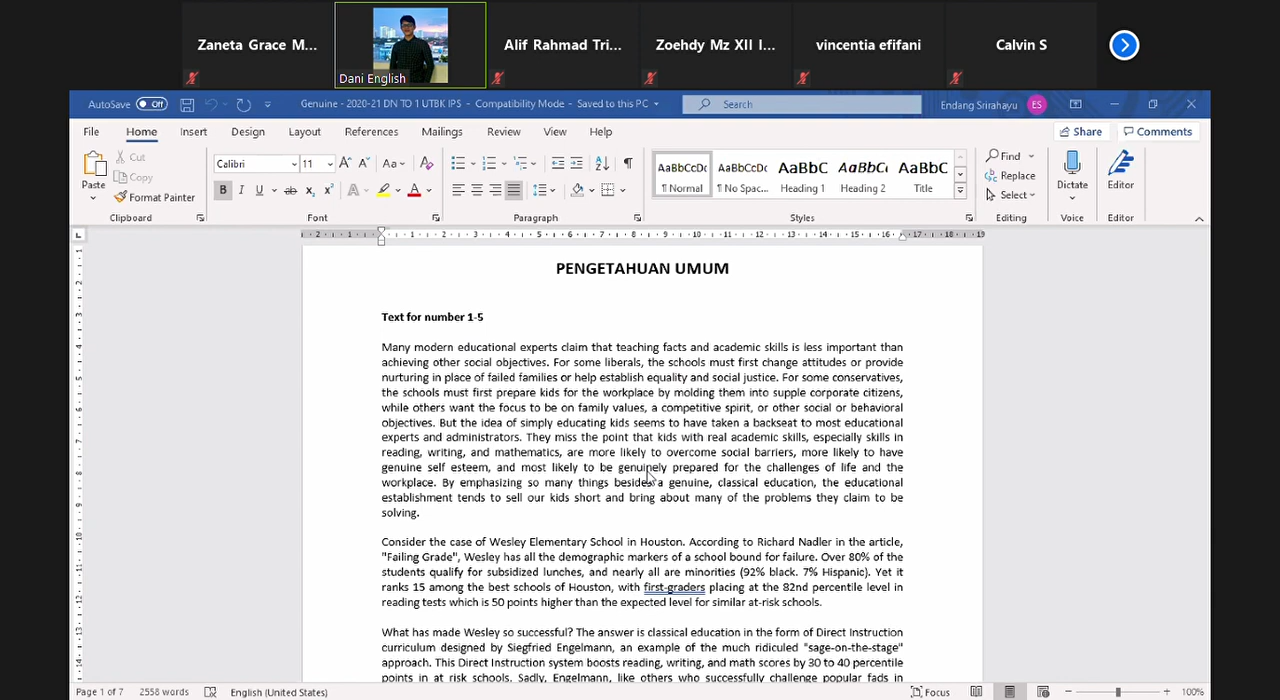 Zaneta Grace M...
Dani English
Alif Rahmad Tri...
Zoehdy Mz XII I...
vincentia efifani
Calvin S
AutoSave Off
Genuine - 2020-21 DN TO 1 UTBK IPS - Compatibility Mode - Saved to this PC
Search
Endang Srirahayu ES
File Home Insert Design Layout References Mailings Review View Help
Share Comments
Paste
Cut
Copy
Format Painter
Clipboard
Calibri 11
Font
Paragraph
AaBbCcDc AaBbCcDc AaBbC AaBbCc AaBbC
¶ Normal ¶ No Spac... Heading 1 Heading 2 Title
Styles
Find
Replace
Select
Editing
Dictate
Voice
Editor
Editor
PENGETAHUAN UMUM
Text for number 1-5
Many modern educational experts claim that teaching facts and academic skills is less important than
achieving other social objectives. For some liberals, the schools must first change attitudes or provide
nurturing in place of failed families or help establish equality and social justice. For some conservatives,
the schools must first prepare kids for the workplace by molding them into supple corporate citizens,
while others want the focus to be on family values, a competitive spirit, or other social or behavioral
objectives. But the idea of simply educating kids seems to have taken a backseat to most educational
experts and administrators. They miss the point that kids with real academic skills, especially skills in
reading, writing, and mathematics, are more likely to overcome social barriers, more likely to have
genuine self esteem, and most likely to be genuinely prepared for the challenges of life and the
workplace. By emphasizing so many things besides a genuine, classical education, the educational
establishment tends to sell our kids short and bring about many of the problems they claim to be
solving.
Consider the case of Wesley Elementary School in Houston. According to Richard Nadler in the article,
"Failing Grade", Wesley has all the demographic markers of a school bound for failure. Over 80% of the
students qualify for subsidized lunches, and nearly all are minorities (92% black. 7% Hispanic). Yet it
ranks 15 among the best schools of Houston, with first-graders placing at the 82nd percentile level in
reading tests which is 50 points higher than the expected level for similar at-risk schools.
What has made Wesley so successful? The answer is classical education in the form of Direct Instruction
curriculum designed by Siegfried Engelmann, an example of the much ridiculed "sage-on-the-stage"
approach. This Direct Instruction system boosts reading, writing, and math scores by 30 to 40 percentile
points in at risk schools. Sadly, Engelmann, like others who successfully challenge popular fads in
Page 1 of 7 2558 words English (United States) Focus 100%